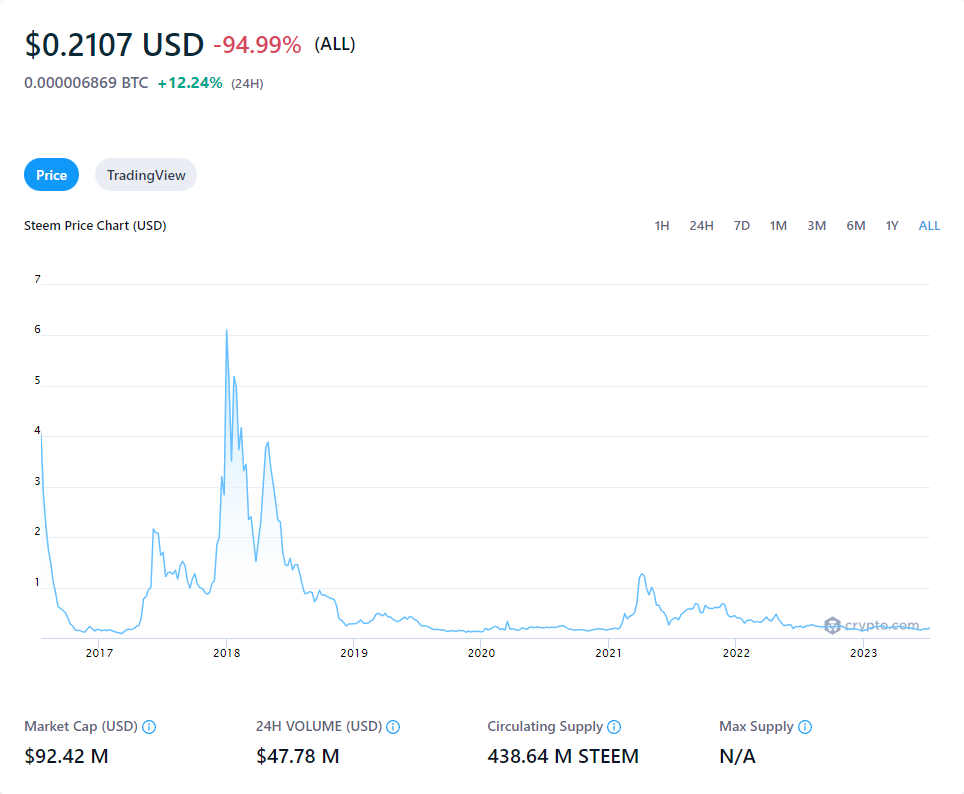 $0.2107 USD -94.99% (ALL)
0.000006869 BTC +12.24% (24H)
Price TradingView
Steem Price Chart (USD) 1H 24H 7D 1M 3M 6M 1Y ALL
7
6
5
4
3
2
1
crypto.com
2017 2018 2019 2020 2021 2022 2023
Market Cap (USD) 24H VOLUME (USD) Circulating Supply Max Supply
$92.42 M $47.78 M 438.64 M STEEM N/A